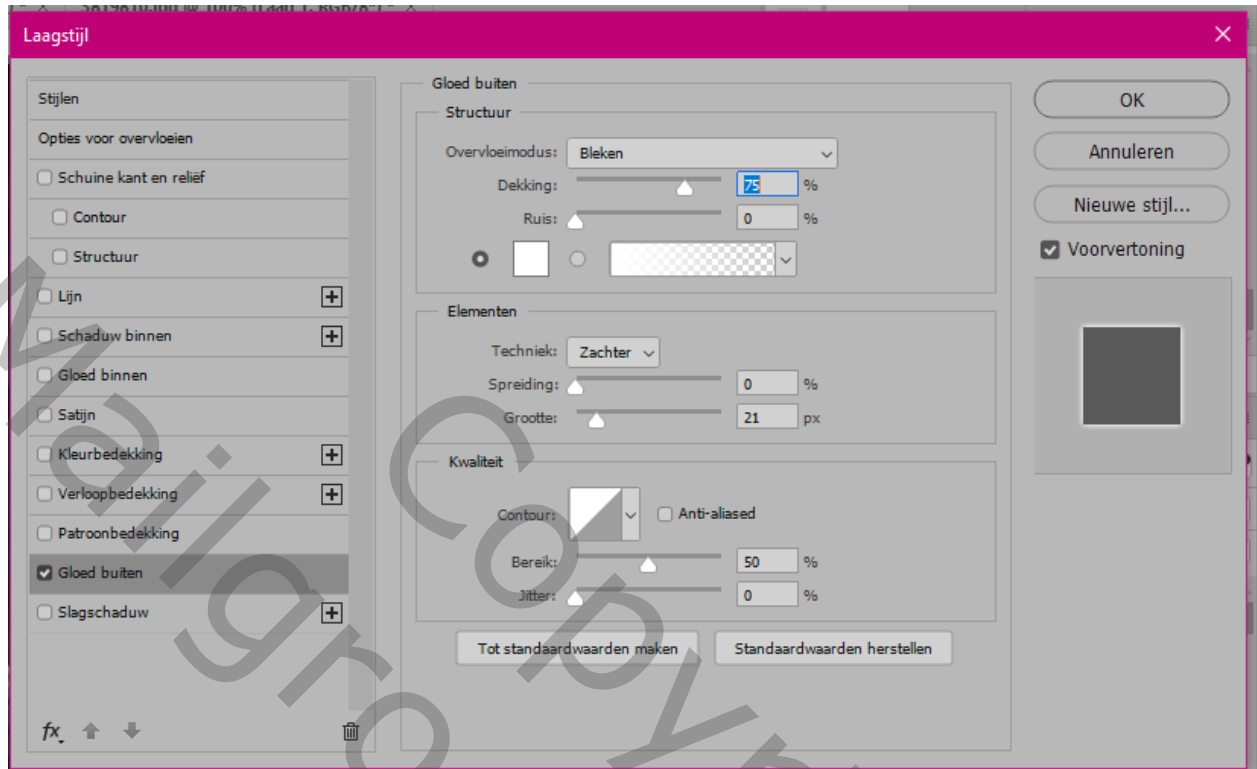 Laagstijl
Stijlen
Opties voor overvloeien
Schuine kant en reliëf
Contour
Structuur
Lijn
Schaduw binnen
Gloed binnen
Satijn
Kleurbedekking
Verloopbedekking
Patroonbedekking
Gloed buiten
Slagschaduw
fx
Gloed buiten
Structuur
Overvloeimodus: Bleken
Dekking: 75 %
Ruis: 0 %
Elementen
Techniek: Zachter
Spreiding: 0 %
Grootte: 21 px
Kwaliteit
Contour: Anti-aliased
Bereik: 50 %
Jitter: 0 %
Tot standaardwaarden maken Standaardwaarden herstellen
OK
Annuleren
Nieuwe stijl...
Voorvertoning